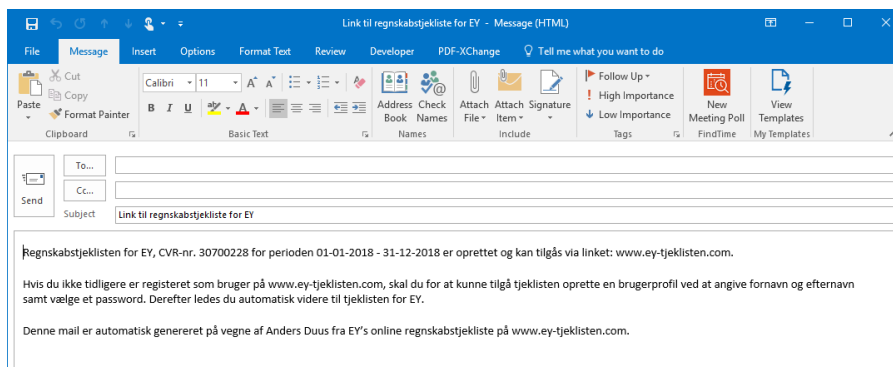 Link til regnskabstjekliste for EY - Message (HTML)
File Message Insert Options Format Text Review Developer PDF-XChange Tell me what you want to do
Paste
Cut
Copy
Format Painter
Clipboard
Calibri 11
B I U
Basic Text
Address Book
Check Names
Names
Attach File
Attach Item
Signature
Include
Follow Up
High Importance
Low Importance
Tags
New Meeting Poll
FindTime
View Templates
My Templates
Send
To...
Cc...
Subject Link til regnskabstjekliste for EY
Regnskabstjeklisten for EY, CVR-nr. 30700228 for perioden 01-01-2018 - 31-12-2018 er oprettet og kan tilgås via linket: www.ey-tjeklisten.com.
Hvis du ikke tidligere er registeret som bruger på www.ey-tjeklisten.com, skal du for at kunne tilgå tjeklisten oprette en brugerprofil ved at angive fornavn og efternavn
samt vælge et password. Derefter ledes du automatisk videre til tjeklisten for EY.
Denne mail er automatisk genereret på vegne af Anders Duus fra EY's online regnskabstjekliste på www.ey-tjeklisten.com.